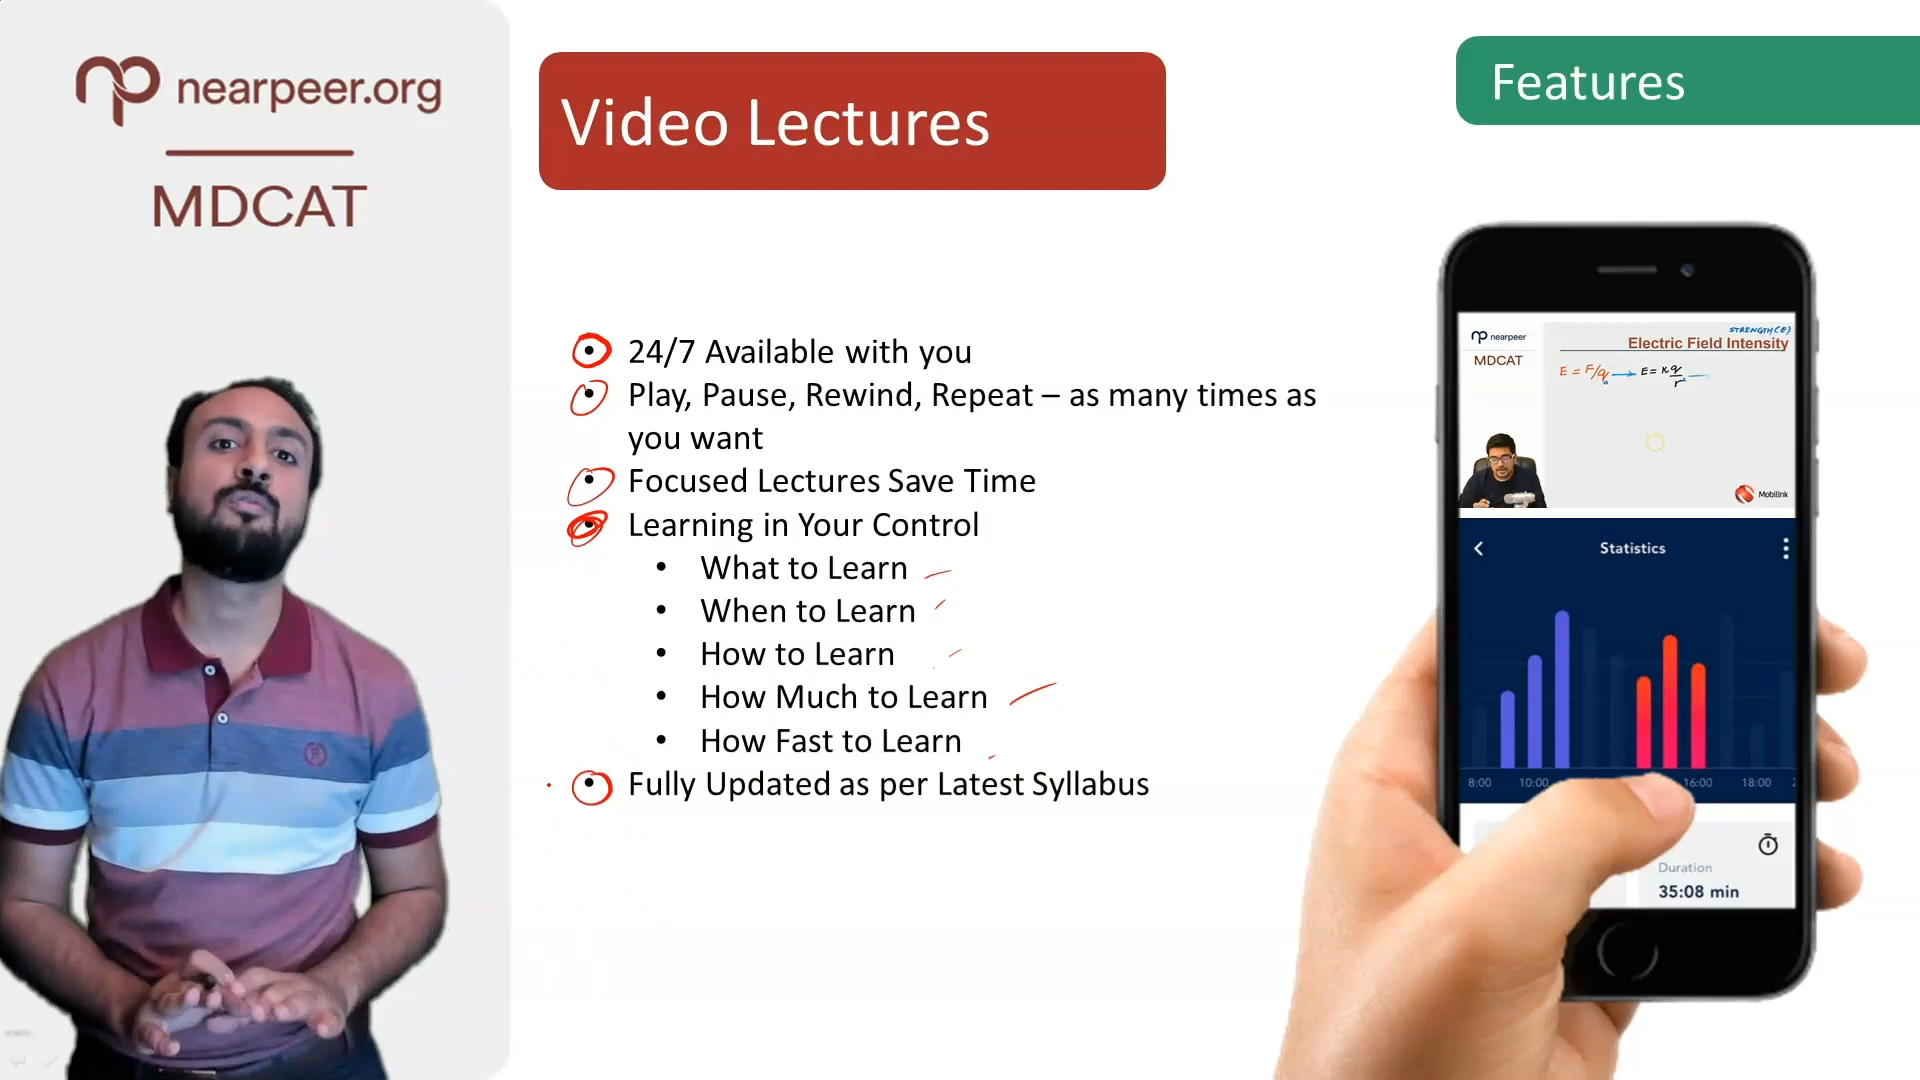 nearpeer.org
MDCAT
Video Lectures
Features
• 24/7 Available with you
• Play, Pause, Rewind, Repeat – as many times as
you want
• Focused Lectures Save Time
• Learning in Your Control
• What to Learn
• When to Learn
• How to Learn
• How Much to Learn
• How Fast to Learn
• Fully Updated as per Latest Syllabus
nearpeer
MDCAT
STRENGTH(E)
Electric Field Intensity
E = F/q₀ → E = K q/r²
Mobilink
Statistics
8:00 10:00 16:00 18:00
Duration
35:08 min